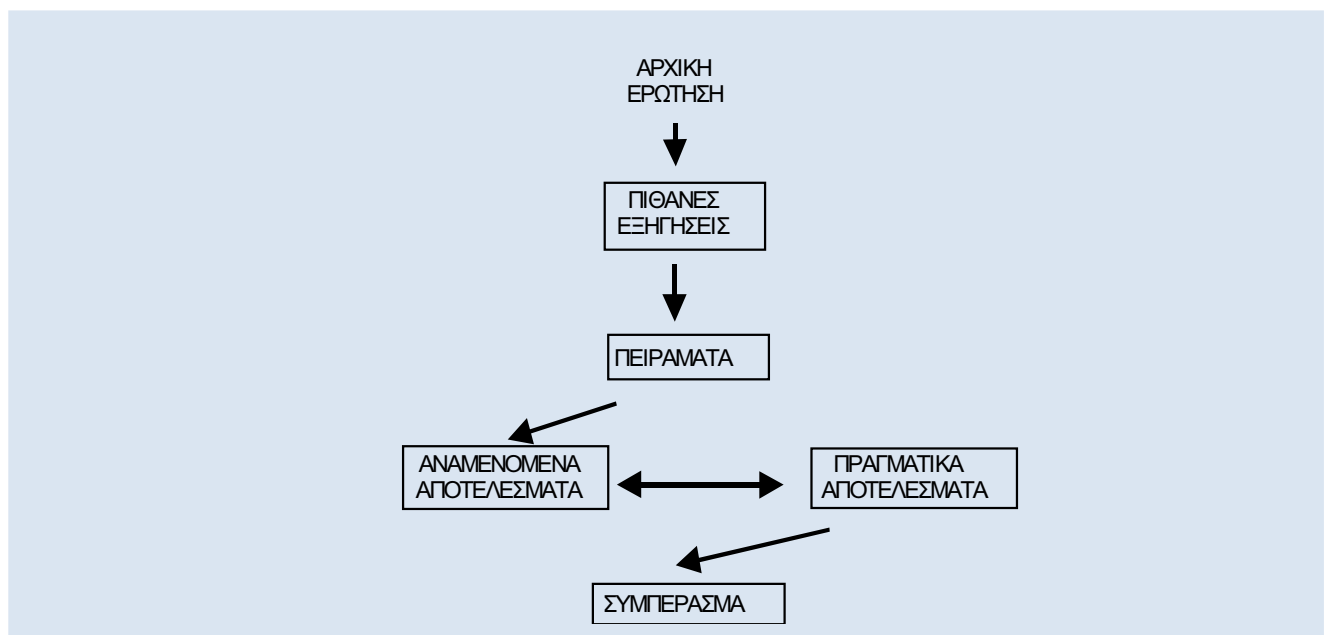 ΑΡΧΙΚΗ
ΕΡΩΤΗΣΗ
ΠΙΘΑΝΕΣ
ΕΞΗΓΗΣΕΙΣ
ΠΕΙΡΑΜΑΤΑ
ΑΝΑΜΕΝΟΜΕΝΑ
ΑΠΟΤΕΛΕΣΜΑΤΑ
ΠΡΑΓΜΑΤΙΚΑ
ΑΠΟΤΕΛΕΣΜΑΤΑ
ΣΥΜΠΕΡΑΣΜΑ